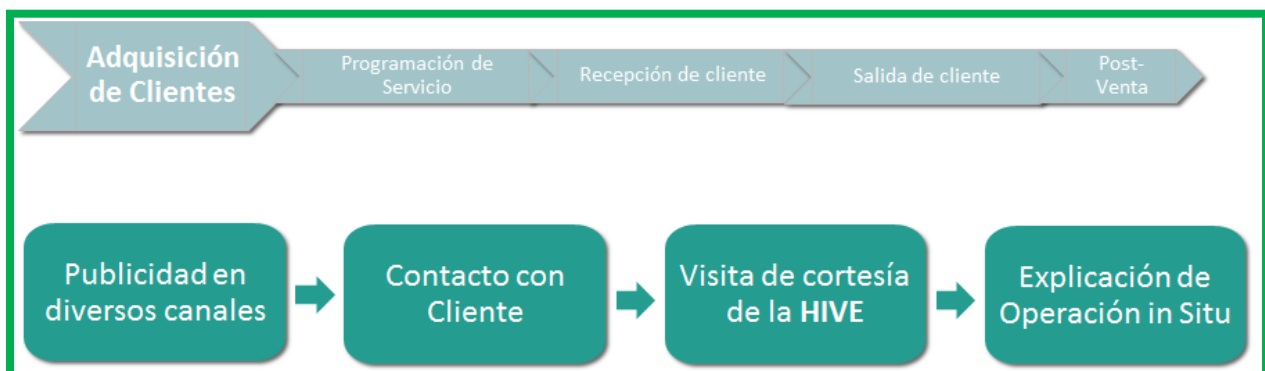 Adquisición
de Clientes
Programación de
Servicio
Recepción de cliente
Salida de cliente
Post-
Venta
Publicidad en
diversos canales
Contacto con
Cliente
Visita de cortesía
de la HIVE
Explicación de
Operación in Situ